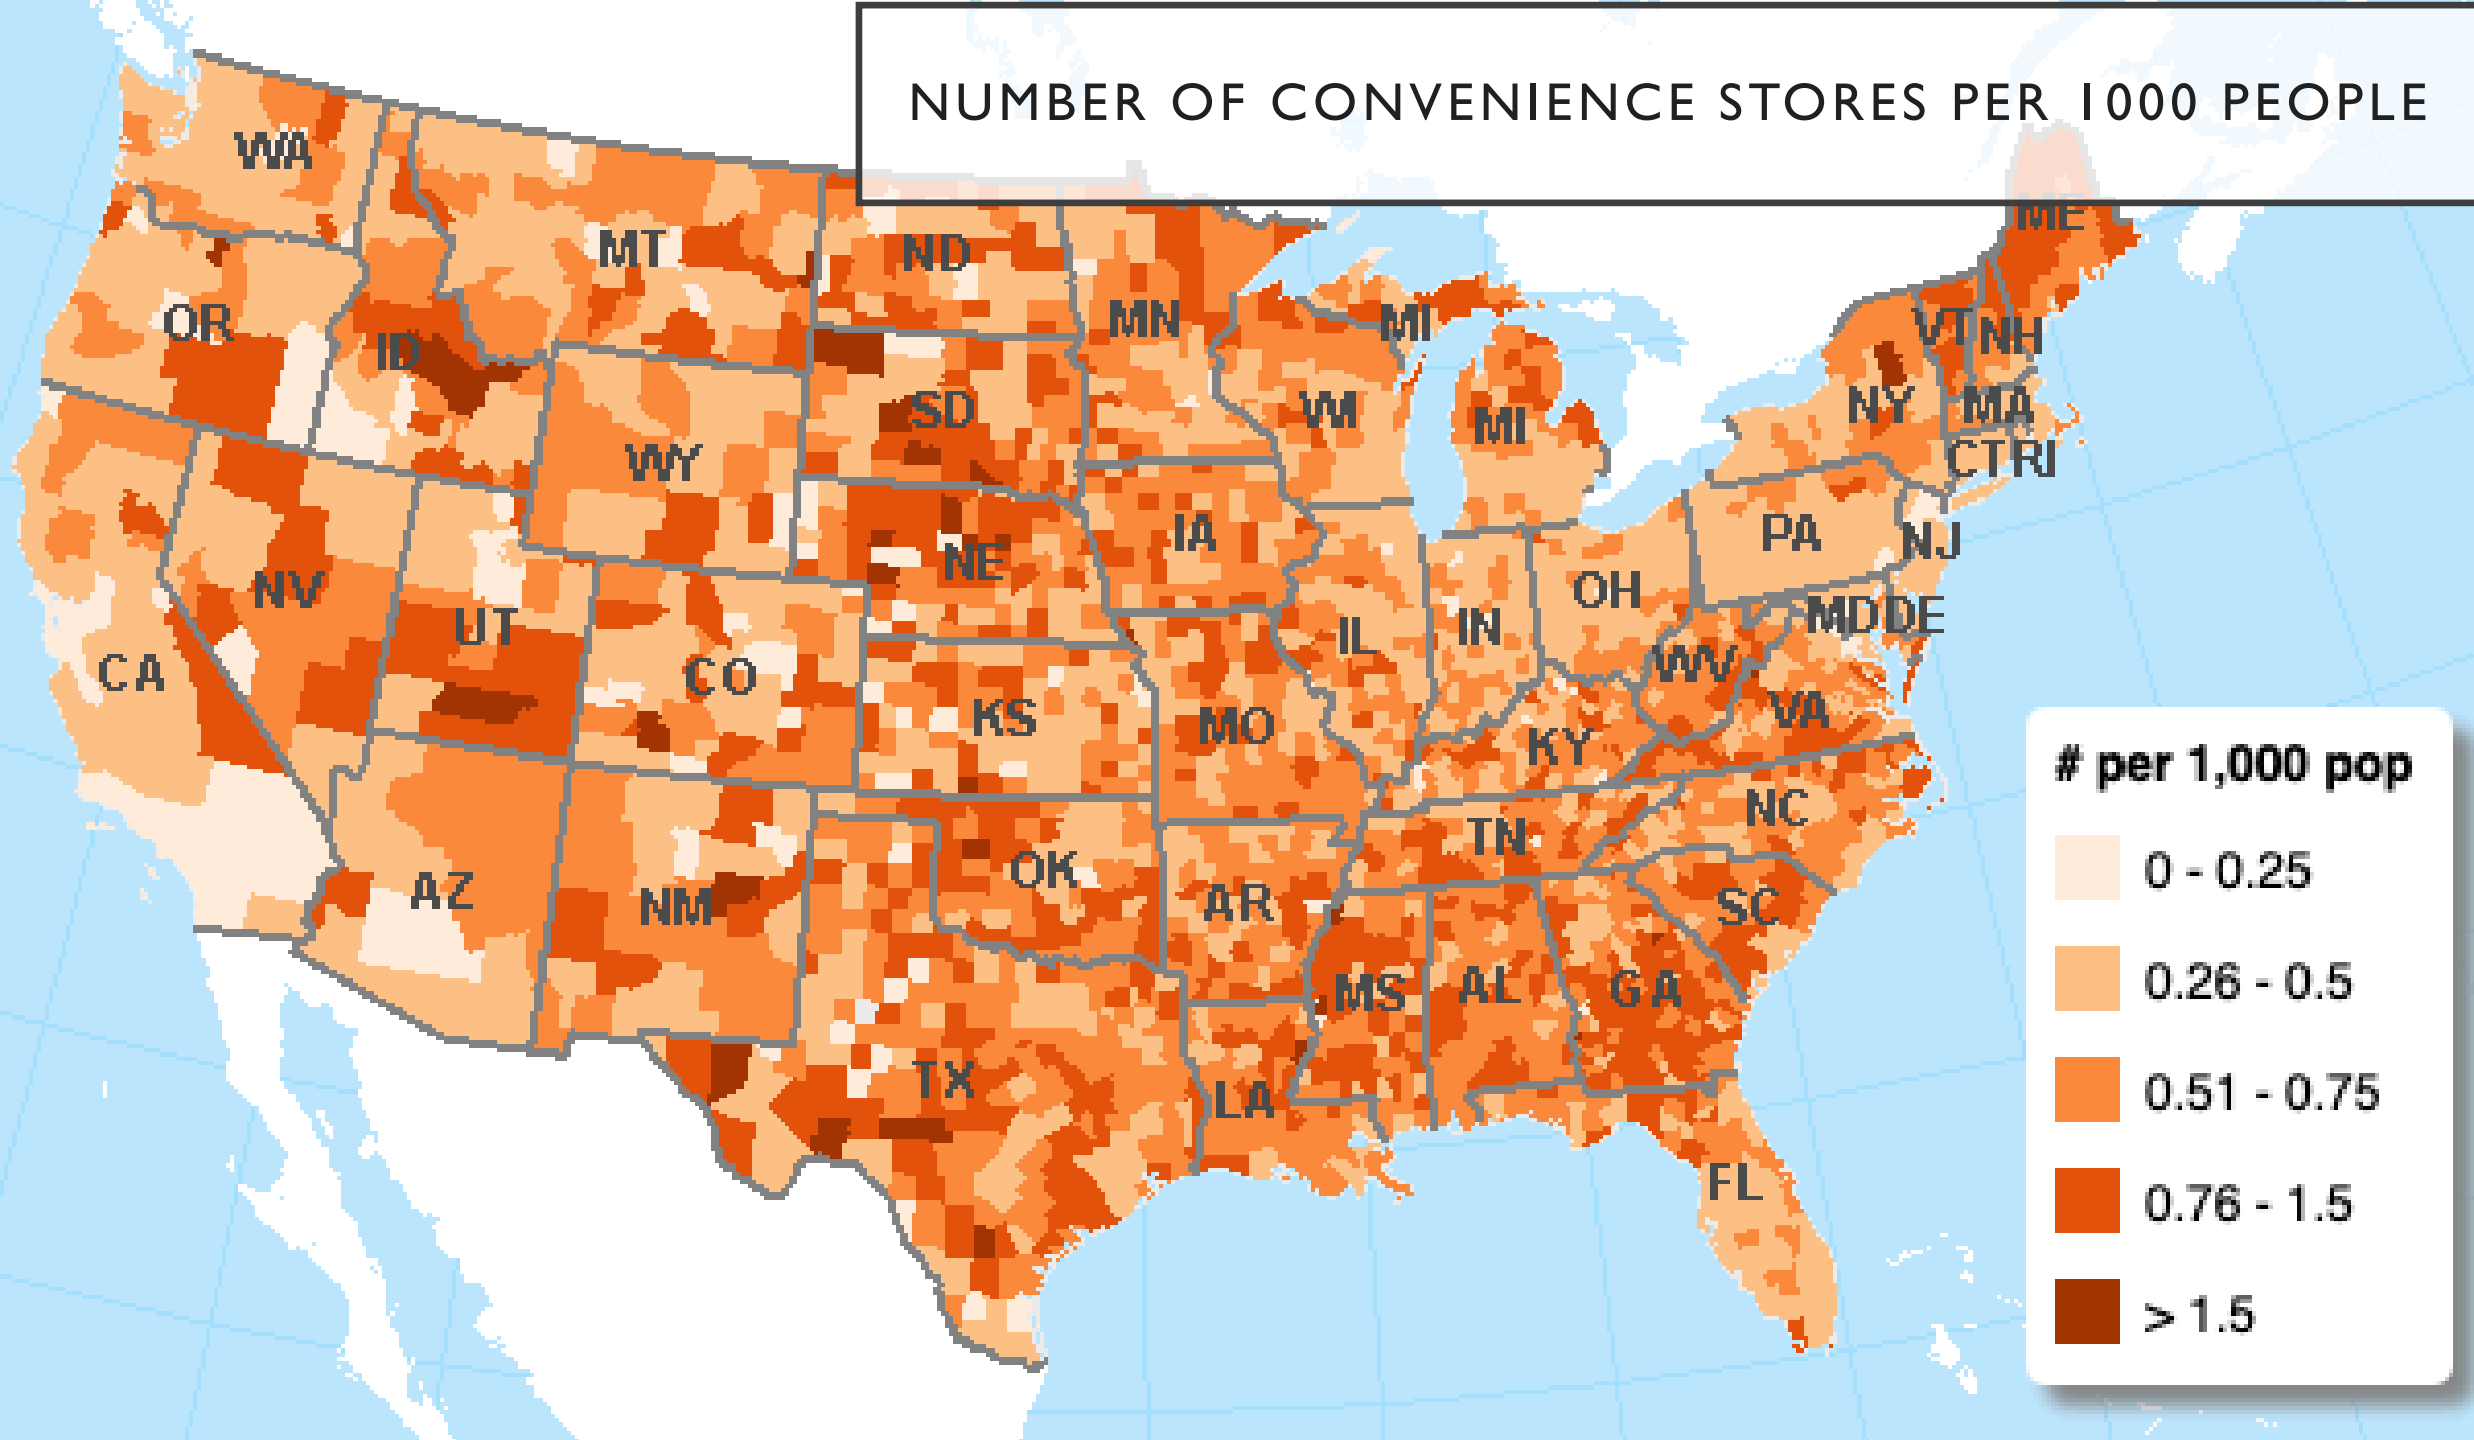 NUMBER OF CONVENIENCE STORES PER 1000 PEOPLE
WA
MT
ND
MN
ME
OR
ID
SD
WI
MI
MI
VT
NH
NY
MA
CT
RI
WY
NE
IA
PA
NJ
NV
UT
CO
KS
MO
IL
IN
OH
WV
MD
DE
VA
KY
CA
AZ
NM
OK
AR
TN
NC
SC
MS
AL
GA
TX
LA
FL
# per 1,000 pop
0 - 0.25
0.26 - 0.5
0.51 - 0.75
0.76 - 1.5
> 1.5